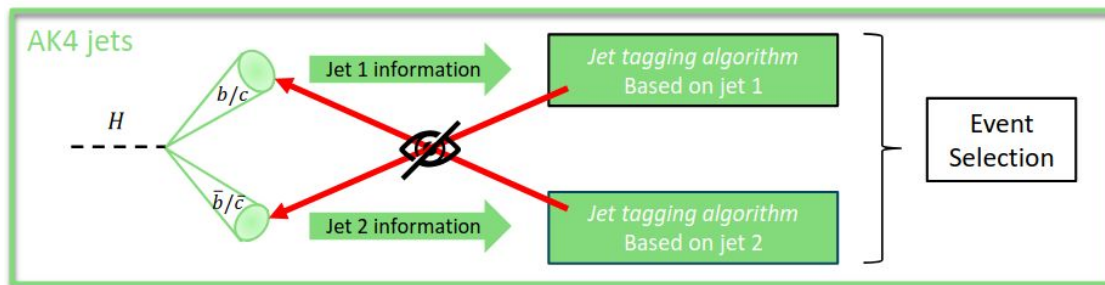 AK4 jets
H
b/c
b̄/c̄
Jet 1 information
Jet tagging algorithm
Based on jet 1
Jet 2 information
Jet tagging algorithm
Based on jet 2
Event
Selection